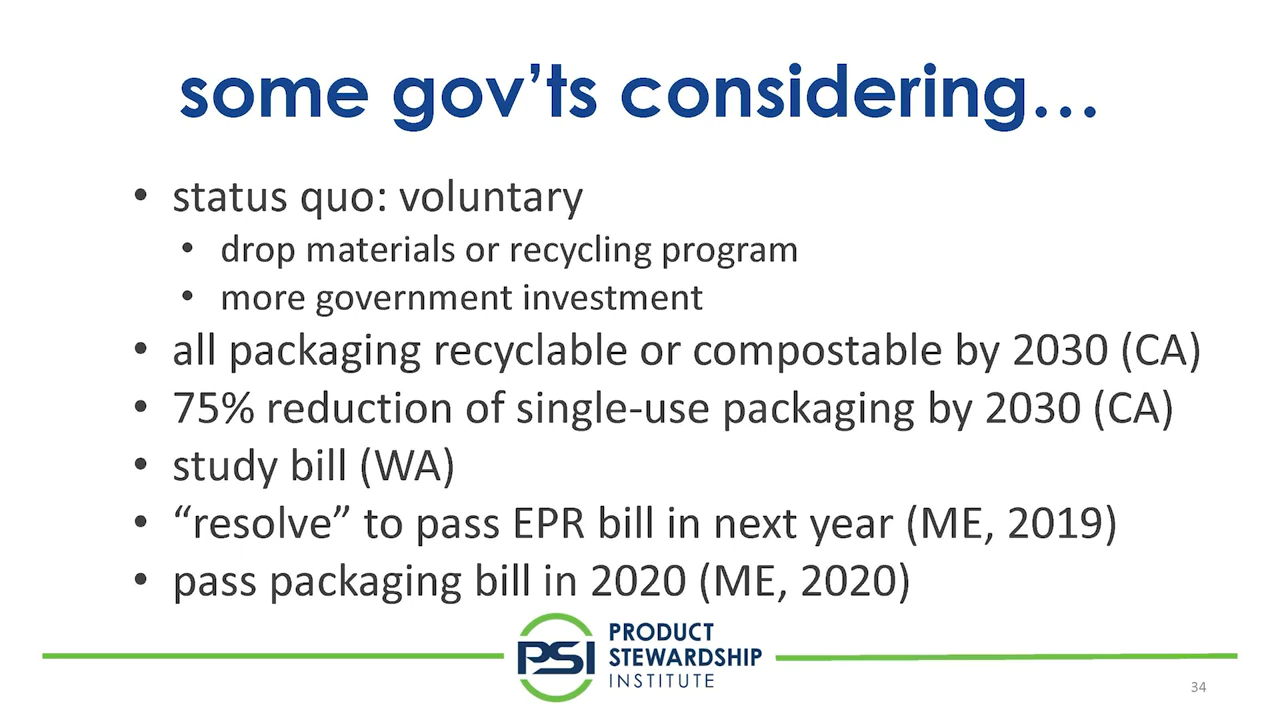 some gov’ts considering…
• status quo: voluntary
• drop materials or recycling program
• more government investment
• all packaging recyclable or compostable by 2030 (CA)
• 75% reduction of single-use packaging by 2030 (CA)
• study bill (WA)
• “resolve” to pass EPR bill in next year (ME, 2019)
• pass packaging bill in 2020 (ME, 2020)
PSI
PRODUCT
STEWARDSHIP
INSTITUTE
34